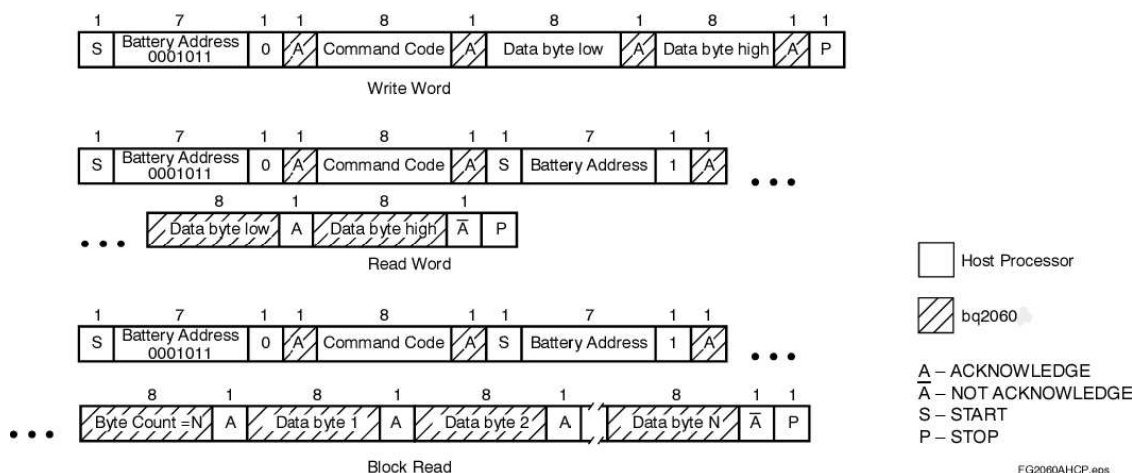 1 7 1 1 8 1 8 1 8 1 1
S Battery Address 0001011 0 A Command Code A Data byte low A Data byte high A P
Write Word
1 7 1 1 8 1 1 7 1 1
S Battery Address 0001011 0 A Command Code A S Battery Address 1 A • • •
8 1 8 1
• • • Data byte low A Data byte high A̅ P
Read Word
1 7 1 1 8 1 1 7 1 1
S Battery Address 0001011 0 A Command Code A S Battery Address 1 A • • •
8 1 8 1 8 1 8 1 1
• • • Byte Count =N A Data byte 1 A Data byte 2 A Data byte N A̅ P
Block Read
Host Processor
bq2060
A – ACKNOWLEDGE
A̅ – NOT ACKNOWLEDGE
S – START
P – STOP
FG2060AHCP.eps